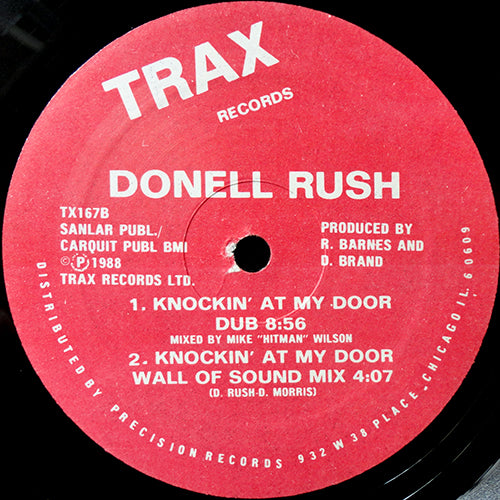 TRAX
RECORDS
DONELL RUSH
TX167B
SANLAR PUBL./
CARQUIT PUBL BMI
©℗1988
TRAX RECORDS LTD.
PRODUCED BY
R. BARNES AND
D. BRAND
1. KNOCKIN' AT MY DOOR
DUB 8:56
MIXED BY MIKE "HITMAN" WILSON
2. KNOCKIN' AT MY DOOR
WALL OF SOUND MIX 4:07
(D. RUSH-D. MORRIS)
DISTRIBUTED BY PRECISION RECORDS 932 W 38 PLACE, CHICAGO IL. 60609